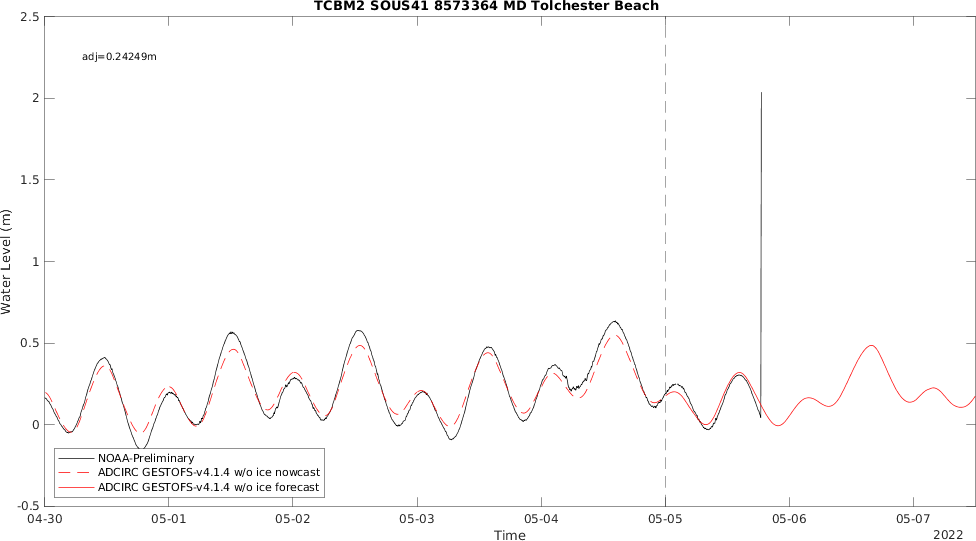 TCBM2 SOUS41 8573364 MD Tolchester Beach
2.5
adj=0.24249m
2
1.5
1
0.5
0
-0.5
Water Level (m)
NOAA-Preliminary
ADCIRC GESTOFS-v4.1.4 w/o ice nowcast
ADCIRC GESTOFS-v4.1.4 w/o ice forecast
04-30 05-01 05-02 05-03 05-04 05-05 05-06 05-07
Time
2022